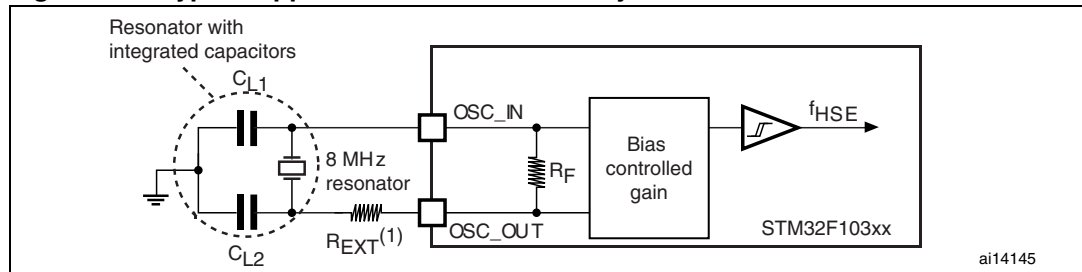 Resonator with
integrated capacitors
CL1
OSC_IN
fHSE
Bias
controlled
gain
RF
8 MHz
resonator
STM32F103xx
OSC_OUT
REXT(1)
CL2
ai14145